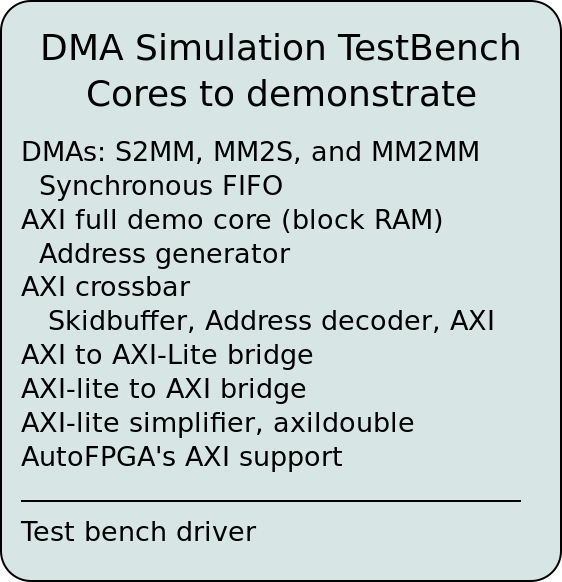 DMA Simulation TestBench
Cores to demonstrate
DMAs: S2MM, MM2S, and MM2MM
Synchronous FIFO
AXI full demo core (block RAM)
Address generator
AXI crossbar
Skidbuffer, Address decoder, AXI
AXI to AXI-Lite bridge
AXI-lite to AXI bridge
AXI-lite simplifier, axildouble
AutoFPGA's AXI support
Test bench driver